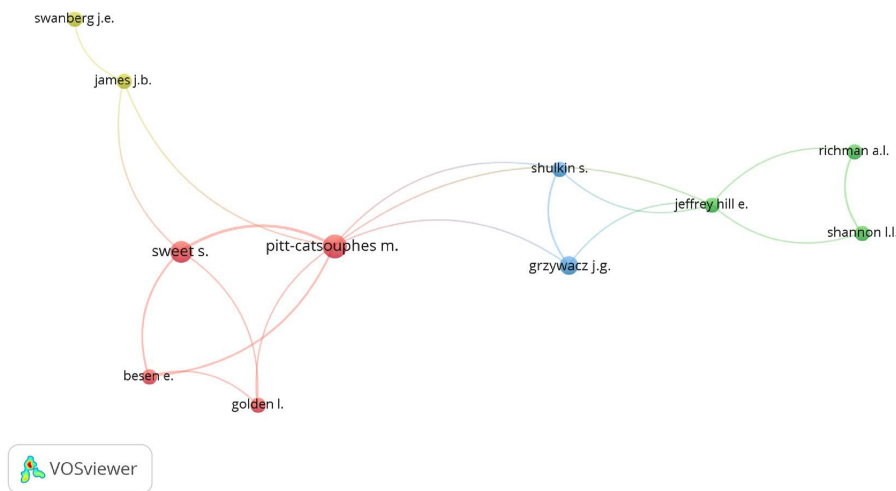 swanberg j.e.
james j.b.
richman a.l.
shulkin s.
jeffrey hill e.
shannon l.l.
pitt-catsouphes m.
sweet s.
grzywacz j.g.
besen e.
golden l.
VOSviewer